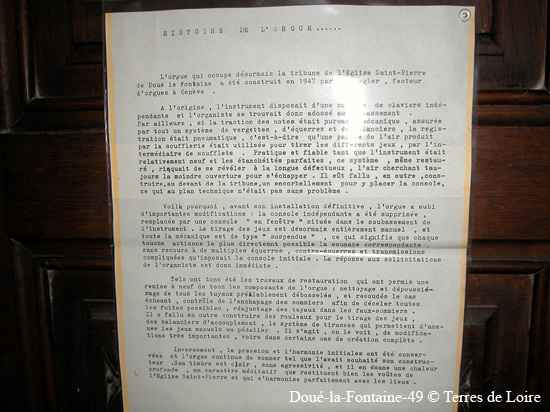 HISTOIRE DE L'ORGUE......
L'orgue qui occupe désormais la tribune de l'Eglise Saint-Pierre
de Doué le Fontaine a été construit en 1947 par facteur
d'orgues à Genève .
A l'origine, l'instrument disposait d'une de claviers indé-
pendante et l'organiste se trouvait donc adossé au
Par ailleurs , si la traction des notes était purement mécanique , assurée
par tout un système de vergettes , d'équerres et de balanciers, la regis-
tration était pneumatique , c'est-à-dire qu'une partie de l'air produit
par la soufflerie était utilisée pour tirer les différents jeux , par l'in-
termédiaire de soufflets . Pratique et fiable tant que l'instrument était
relativement neuf et les étanchéités parfaites, ce système , même restau-
ré , risquait de se révéler à la longue défectueux, l'air cherchant tou-
jours la moindre ouverture pour s'échapper . Il eût fallu , en outre ,cons-
truire,au devant de la tribune,un encorbellement pour y placer la console,
ce qui au plan technique n'était pas sans problème .
Voilà pourquoi , avant son installation définitive , l'orgue a subi
d'importantes modifications : la console indépendante a été supprimée ,
remplacée par une console " en fenêtre " située dans le soubassement de
l'instrument . Le tirage des jeux est désormais entièrement manuel , et
toute la mécanique est de type " suspendue " , ce qui signifie que chaque
touche actionne le plus directement possible la soupape correspondante
sans recours à de multiples équerres , contre-équerres et transmissions
compliquées qu'imposait la console initiale . La réponse aux sollicitations
de l'organiste est donc immédiate .
Tels ont donc été les travaux de restauration qui ont permis une
remise à neuf de tous les composants de l'orgue : nettoyage et dépoussié-
mage de tous les tuyaux préalablement débosselés , et resoudés le cas
échéant , contrôle de l'enchapage des sommiers afin de déceler toutes
les fuites possibles, réajustage des tuyaux dans les faux-sommiers.
Il a fallu en outre construire des rouleaux pour le tirage des jeux ,
des balanciers d'accouplement , le système de tirasses qui permettent d'ame-
ner les jeux manuels au pédalier . Il s'agit , on le voit , de modifica-
tions très importantes , voire dans certains cas de création complète .
Inversement , la pression et l'harmonie initiales ont été conser-
vées et l'orgue continue de sonner tel que l'avait souhaité son construc-
teur .Son timbre est clair , sans agressivité , et il en émane une chaleur
profonde , un caractère méditatif que restituent bien les voûtes de
l'Eglise Saint-Pierre et qui s'harmonise parfaitement avec les lieux .
Doué-la-Fontaine-49 © Terres de Loire